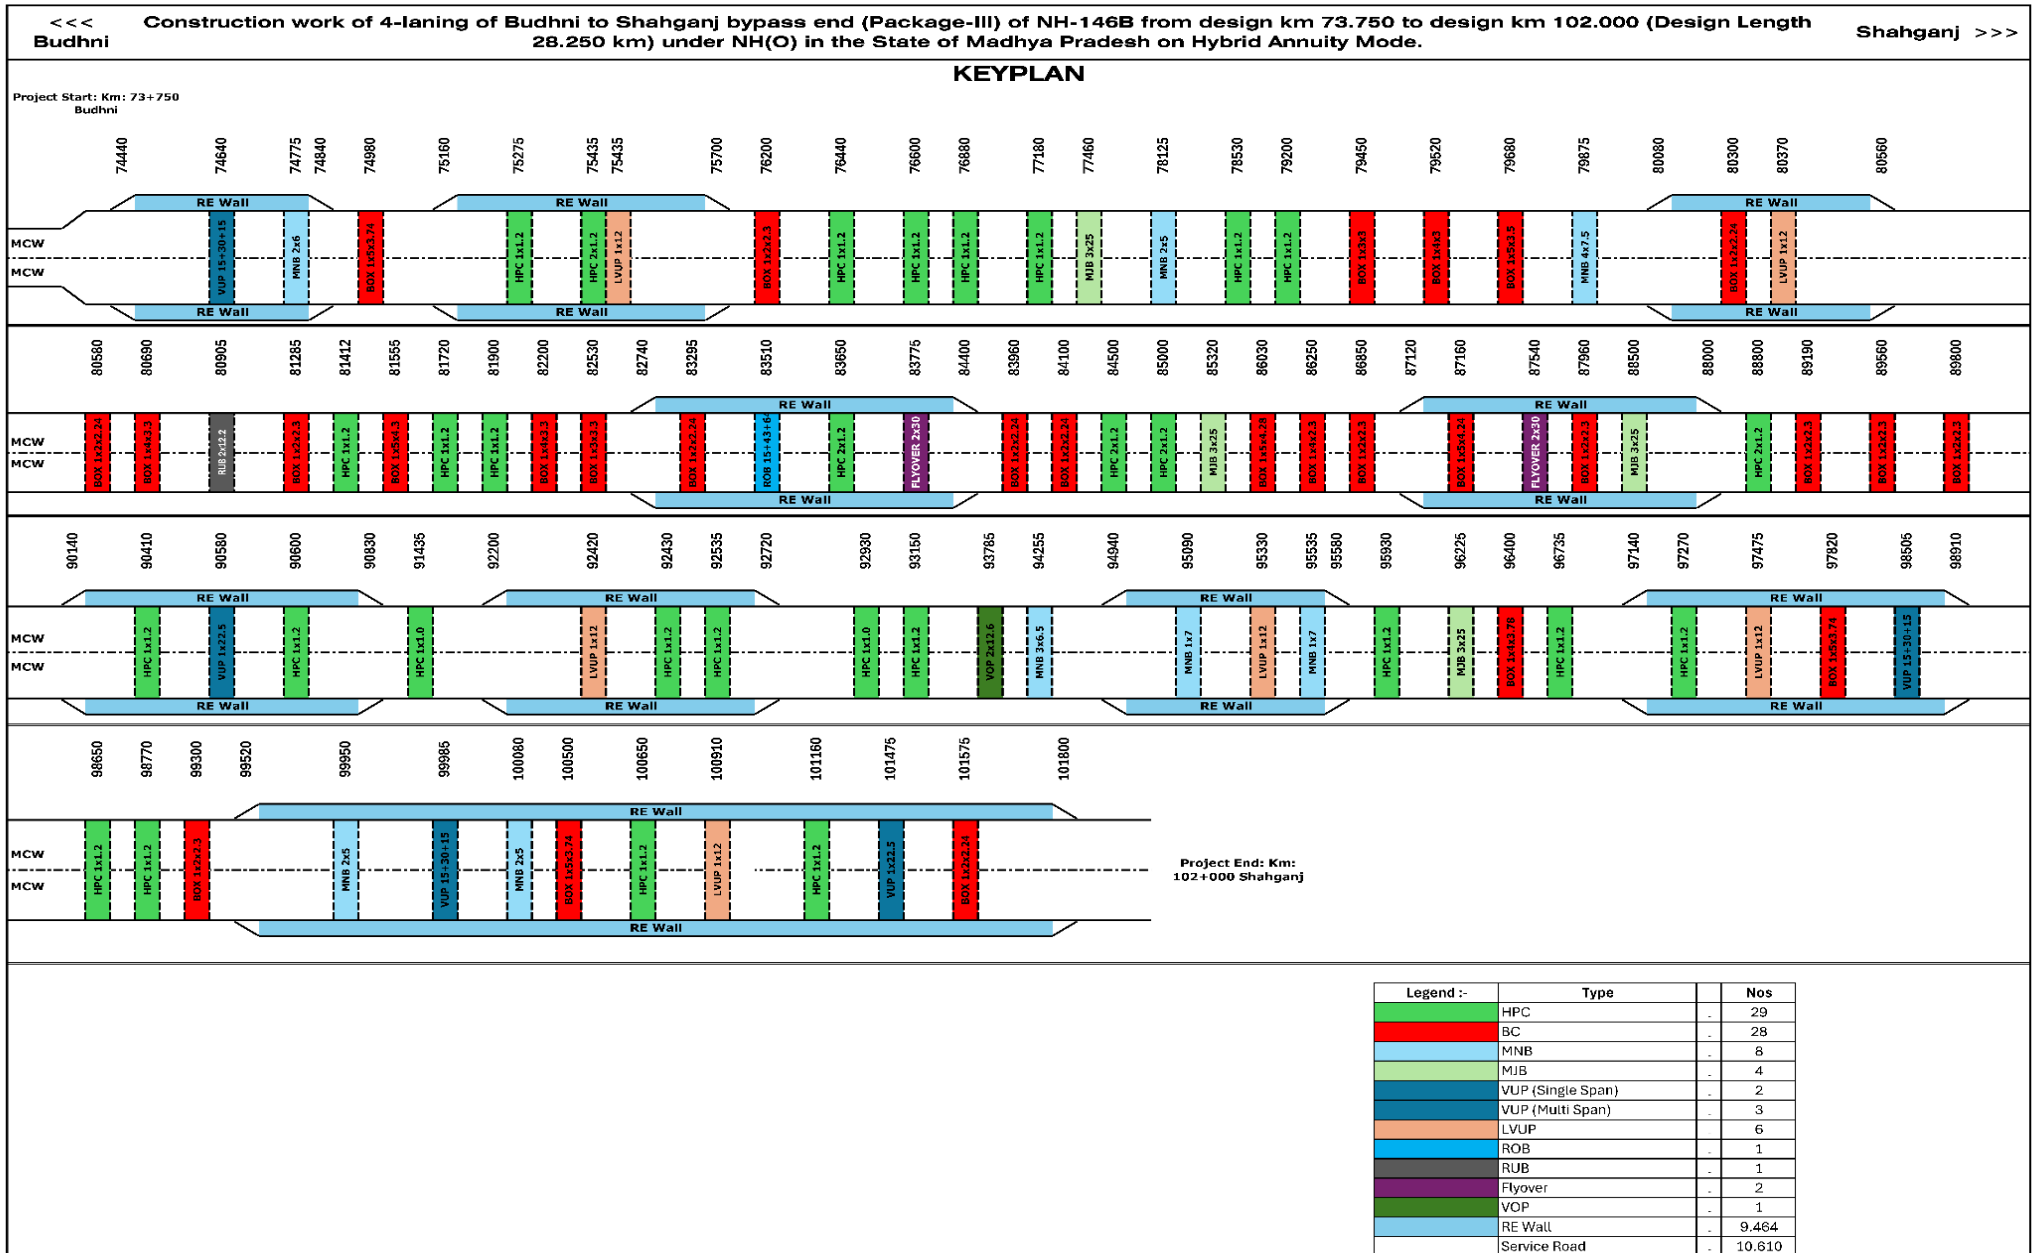 <<< Construction work of 4-laning of Budhni to Shahganj bypass end (Package-III) of NH-146B from design km 73.750 to design km 102.000 (Design Length Shahganj >>>
Budhni 28.250 km) under NH(O) in the State of Madhya Pradesh on Hybrid Annuity Mode.
KEYPLAN
Project Start: Km: 73+750
Budhni
74440 74640 74775 74840 74980 75160 75275 75435 75435 75700 76200 76440 76600 76880 77180 77460 78125 78530 79200 79450 79520 79680 79875 80080 80300 80370 80560
RE Wall RE Wall RE Wall
MCW
MCW
VUP 15+30+15 MNB 2x6 BOX 1x5x3.74 HPC 1x1.2 HPC 2x1.2 LVUP 1x12 BOX 1x2x2.3 HPC 1x1.2 HPC 1x1.2 HPC 1x1.2 HPC 1x1.2 MJB 3x25 MNB 2x5 HPC 1x1.2 HPC 1x1.2 BOX 1x3x3 BOX 1x4x3 BOX 1x5x3.5 MNB 4x7.5 BOX 1x2x2.24 LVUP 1x12
RE Wall RE Wall RE Wall
80580 80690 80905 81285 81412 81555 81720 81900 82200 82530 82740 83295 83510 83650 83775 84400 83960 84100 84500 85000 85320 86030 86250 86850 87120 87160 87540 87960 88500 88000 88800 89190 89560 89800
RE Wall RE Wall
MCW
MCW
BOX 1x2x2.24 BOX 1x4x3.3 RUB 2x12.2 BOX 1x2x2.3 HPC 1x1.2 BOX 1x5x4.3 HPC 1x1.2 HPC 1x1.2 BOX 1x4x3.3 BOX 1x3x3.3 BOX 1x2x2.24 ROB 15+43+6 HPC 2x1.2 FLYOVER 2x30 BOX 1x2x2.24 BOX 1x2x2.24 HPC 2x1.2 HPC 2x1.2 MJB 3x25 BOX 1x5x4.28 BOX 1x4x2.3 BOX 1x2x2.3 BOX 1x5x4.24 FLYOVER 2x30 BOX 1x2x2.3 MJB 3x25 HPC 2x1.2 BOX 1x2x2.3 BOX 1x2x2.3 BOX 1x2x2.3
RE Wall RE Wall
90140 90410 90580 90600 90830 91435 92200 92420 92430 92535 92720 92930 93150 93785 94255 94940 95090 95330 95535 95580 95930 96225 96400 96735 97140 97270 97475 97820 98505 98910
RE Wall RE Wall RE Wall RE Wall
MCW
MCW
HPC 1x1.2 VUP 1x22.5 HPC 1x1.2 HPC 1x1.0 LVUP 1x12 HPC 1x1.2 HPC 1x1.2 HPC 1x1.0 HPC 1x1.2 VOP 2x12.6 MNB 3x6.5 MNB 1x7 LVUP 1x12 MNB 1x7 HPC 1x1.2 MJB 3x25 BOX 1x4x3.78 HPC 1x1.2 HPC 1x1.2 LVUP 1x12 BOX 1x5x3.74 VUP 15+30+15
RE Wall RE Wall RE Wall RE Wall
98650 98770 99300 99520 99950 99985 100080 100500 100650 100910 101160 101475 101575 101800
RE Wall
MCW
MCW
HPC 1x1.2 HPC 1x1.2 BOX 1x2x2.3 MNB 2x5 VUP 15+30+15 MNB 2x5 BOX 1x5x3.74 HPC 1x1.2 LVUP 1x12 HPC 1x1.2 VUP 1x22.5 BOX 1x2x2.24
Project End: Km:
102+000 Shahganj
RE Wall
Legend :- Type Nos
HPC . 29
BC . 28
MNB . 8
MJB . 4
VUP (Single Span) . 2
VUP (Multi Span) . 3
LVUP . 6
ROB . 1
RUB . 1
Flyover . 2
VOP . 1
RE Wall . 9.464
Service Road . 10.610